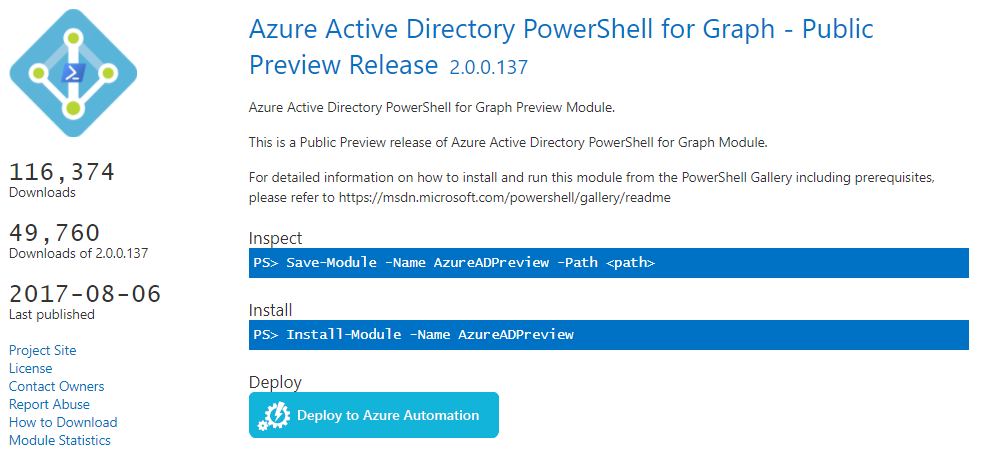 116,374
Downloads
49,760
Downloads of 2.0.0.137
2017-08-06
Last published
Project Site
License
Contact Owners
Report Abuse
How to Download
Module Statistics
Azure Active Directory PowerShell for Graph - Public
Preview Release 2.0.0.137
Azure Active Directory PowerShell for Graph Preview Module.
This is a Public Preview release of Azure Active Directory PowerShell for Graph Module.
For detailed information on how to install and run this module from the PowerShell Gallery including prerequisites,
please refer to https://msdn.microsoft.com/powershell/gallery/readme
Inspect
PS> Save-Module -Name AzureADPreview -Path <path>
Install
PS> Install-Module -Name AzureADPreview
Deploy
Deploy to Azure Automation